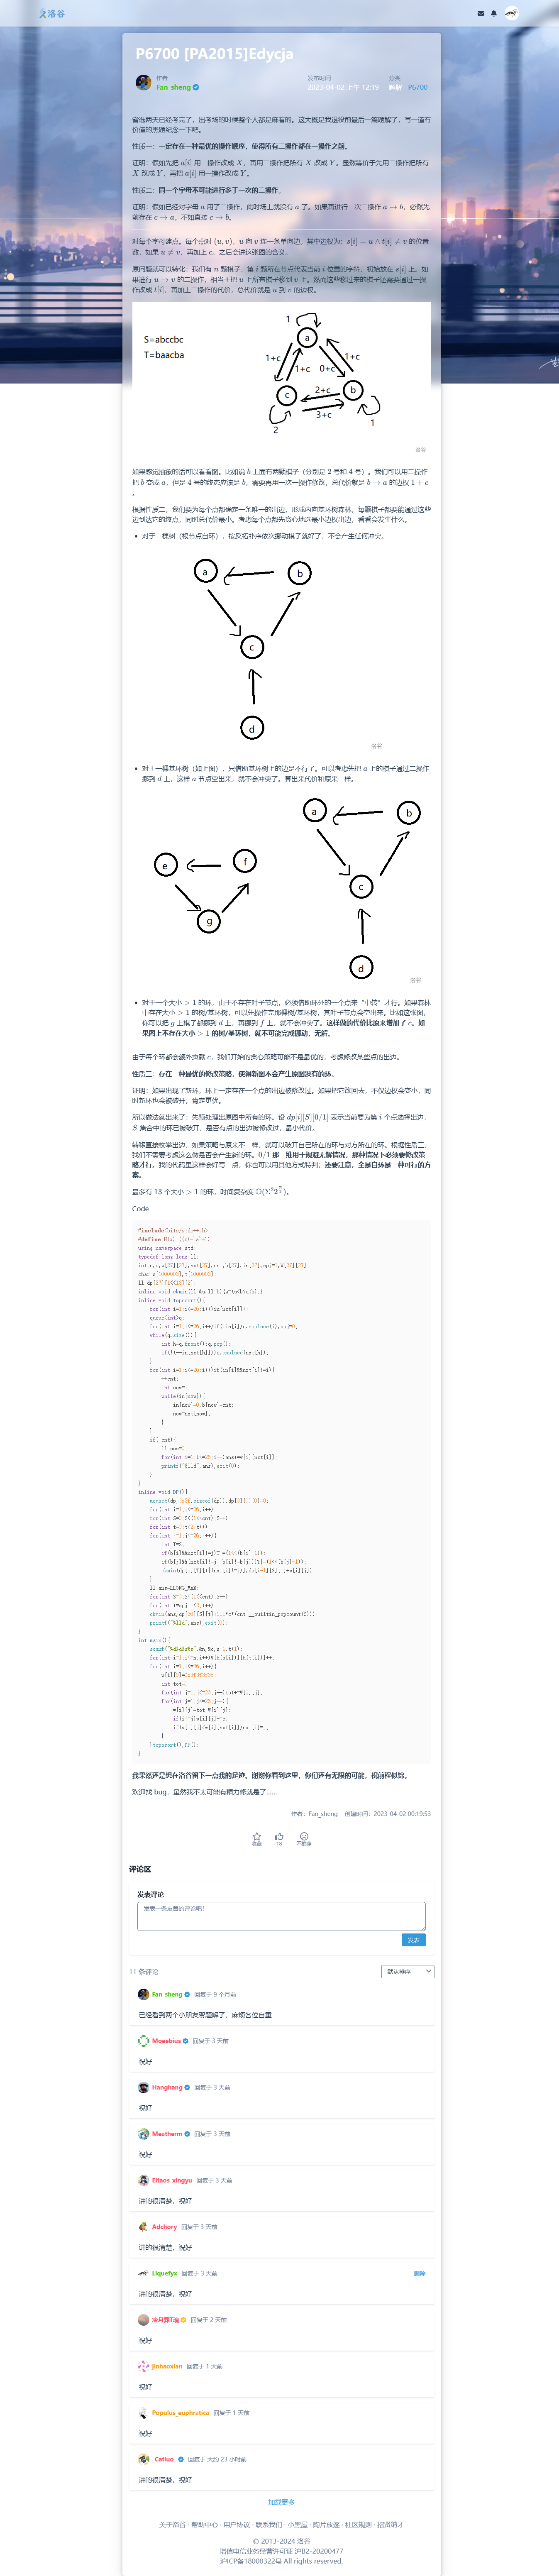 洛谷
P6700 [PA2015]Edycja
作者
Fan_sheng
发布时间
2023-04-02 上午 12:19
分类
题解 P6700
省选两天已经考完了，出考场的时候整个人都是麻着的。这大概是我退役前最后一篇题解了，写一道有
价值的黑题纪念一下吧。
性质一：一定存在一种最优的操作顺序，使得所有二操作都在一操作之前。
证明：假如先把 a[i] 用一操作改成 X，再用二操作把所有 X 改成 Y。显然等价于先用二操作把所有
X 改成 Y，再把 a[i] 用一操作改成 Y。
性质二：同一个字母不可能进行多于一次的二操作。
证明：假如已经对字母 a 用了二操作，此时场上就没有 a 了。如果再进行一次二操作 a → b，必然先
前存在 c → a。不如直接 c → b。
对每个字母建点。每个点对 (u, v)，u 向 v 连一条单向边。其中边权为：s[i] = u ∧ t[i] ≠ v 的位置
数，如果 u ≠ v，再加上 c。之后会讲这张图的含义。
原问题就可以转化：我们有 n 颗棋子，第 i 颗所在节点代表当前 i 位置的字符，初始放在 s[i] 上。如
果进行 u → v 的二操作，相当于把 u 上所有棋子移到 v 上。然而这些移过来的棋子还需要通过一操
作改成 t[i]，再加上二操作的代价，总代价就是 u 到 v 的边权。
S=abccbc
T=baacba
1
a
1+c
1+c
0+c
1+c
2+c
c
b
3+c
2
1
洛谷
如果感觉抽象的话可以看看图。比如说 b 上面有两颗棋子（分别是 2 号和 4 号）。我们可以用二操作
把 b 变成 a，但是 4 号的终态应该是 b，需要再用一次一操作修改，总代价就是 b → a 的边权 1 + c
。
根据性质二，我们要为每个点都确定一条唯一的出边，形成内向基环树森林，每颗棋子都要能通过这些
边到达它的终点，同时总代价最小。考虑每个点都先贪心地选最小边权出边，看看会发生什么。
• 对于一棵树（根节点自环），按反拓扑序依次挪动棋子就好了，不会产生任何冲突。
a
b
c
d
洛谷
• 对于一棵基环树（如上图），只借助基环树上的边是不行了。可以考虑先把 a 上的棋子通过二操作
挪到 d 上，这样 a 节点空出来，就不会冲突了。算出来代价和原来一样。
a
b
e
f
c
g
d
洛谷
• 对于一个大小 > 1 的环，由于不存在叶子节点，必须借助环外的一个点来“中转”才行。如果森林
中存在大小 > 1 的树/基环树，可以先操作完那棵树/基环树，其叶子节点会空出来。比如这张图，
你可以把 g 上棋子都挪到 d 上，再挪到 f 上，就不会冲突了。这样做的代价比原来增加了 c。如
果图上不存在大小 > 1 的树/基环树，就不可能完成挪动，无解。
由于每个环都会额外贡献 c，我们开始的贪心策略可能不是最优的，考虑修改某些点的出边。
性质三：存在一种最优的修改策略，使得新图不会产生原图没有的环。
证明：如果出现了新环，环上一定存在一个点的出边被修改过。如果把它改回去，不仅边权会变小，同
时新环也会被破开，肯定更优。
所以做法就出来了：先预处理出原图中所有的环。设 dp[i][S][0/1] 表示当前要为第 i 个点选择出边，
S 集合中的环已被破开，是否有点的出边被修改过，最小代价。
转移直接枚举出边，如果策略与原来不一样，就可以破开自己所在的环与对方所在的环。根据性质三，
我们不需要考虑这么做是否会产生新的环。0/1 那一维用于规避无解情况，那种情况下必须要修改策
略才行，我的代码里这样会好写一点，你也可以用其他方式特判；还要注意，全是自环是一种可行的方
案。
最多有 13 个大小 > 1 的环，时间复杂度 𝕆(Σ²2^{Σ/2})。
Code
#include<bits/stdc++.h>
#define H(z) ((z)-'a'+1)
using namespace std;
typedef long long ll;
int n,c,w[27][27],nxt[27],cnt,b[27],in[27],spj=0,W[27][27];
char s[1000003],t[1000003];
ll dp[27][1<<13][2];
inline void ckmin(ll &a,ll b){a=(a<b?a:b);}
inline void toposort(){
for(int i=1;i<=26;i++)in[nxt[i]]++;
queue<int>q;
for(int i=1;i<=26;i++)if(!in[i])q.emplace(i),spj=0;
while(q.size()){
int h=q.front();q.pop();
if(!(--in[nxt[h]]))q.emplace(nxt[h]);
}
for(int i=1;i<=26;i++)if(in[i]&&nxt[i]!=i){
++cnt;
int now=i;
while(in[now]){
in[now]=0,b[now]=cnt;
now=nxt[now];
}
}
if(!cnt){
ll ans=0;
for(int i=1;i<=26;i++)ans+=w[i][nxt[i]];
printf("%lld",ans),exit(0);
}
}
inline void DP(){
memset(dp,0x3f,sizeof(dp)),dp[0][0][0]=0;
for(int i=1;i<=26;i++)
for(int S=0;S<(1<<cnt);S++)
for(int t=0;t<2;t++)
for(int j=1;j<=26;j++){
int T=S;
if(b[i]&&nxt[i]!=j)T|=(1<<(b[i]-1));
if(b[j]&&(nxt[i]!=j||b[i]!=b[j]))T|=(1<<(b[j]-1));
ckmin(dp[i][T][t|(nxt[i]!=j)],dp[i-1][S][t]+w[i][j]);
}
ll ans=LLONG_MAX;
for(int S=0;S<(1<<cnt);S++)
for(int t=spj;t<2;t++)
ckmin(ans,dp[26][S][t]+1ll*c*(cnt-__builtin_popcount(S)));
printf("%lld",ans),exit(0);
}
int main(){
scanf("%d%d%s%s",&n,&c,s+1,t+1);
for(int i=1;i<=n;i++)W[H(s[i])][H(t[i])]++;
for(int i=1;i<=26;i++){
w[i][0]=0x3f3f3f3f;
int tot=0;
for(int j=1;j<=26;j++)tot+=W[i][j];
for(int j=1;j<=26;j++){
w[i][j]=tot-W[i][j];
if(i!=j)w[i][j]+=c;
if(w[i][j]<w[i][nxt[i]])nxt[i]=j;
}
}toposort(),DP();
}
我果然还是想在洛谷留下一点我的足迹。谢谢你看到这里，你们还有无限的可能，祝前程似锦。
欢迎找 bug，虽然我不太可能有精力修就是了......
作者：Fan_sheng 创建时间：2023-04-02 00:19:53
收藏
18
不推荐
评论区
发表评论
发表一条友善的评论吧！
发表
11 条评论
默认排序
Fan_sheng 回复于 9 个月前
已经看到两个小朋友贺题解了，麻烦各位自重
Moeebius 回复于 3 天前
祝好
Hanghang 回复于 3 天前
祝好
Meatherm 回复于 3 天前
祝好
Eltaos_xingyu 回复于 3 天前
讲的很清楚，祝好
Adchory 回复于 3 天前
讲的很清楚，祝好
Liquefyx 回复于 3 天前
删除
讲的很清楚，祝好
冷月葬T魂 回复于 2 天前
祝好
jinhaoxian 回复于 1 天前
祝好
Populus_euphratica 回复于 1 天前
祝好
_Catluo_ 回复于 大约 23 小时前
讲的很清楚，祝好
加载更多
关于洛谷 · 帮助中心 · 用户协议 · 联系我们 · 小黑屋 · 陶片放逐 · 社区规则 · 招贤纳才
© 2013-2024 洛谷
增值电信业务经营许可证 沪B2-20200477
沪ICP备18008322号 All rights reserved.